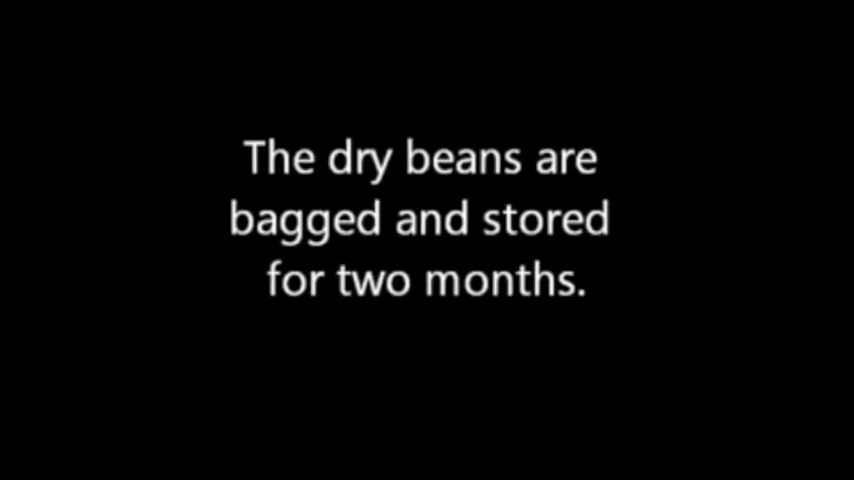 The dry beans are
bagged and stored
for two months.